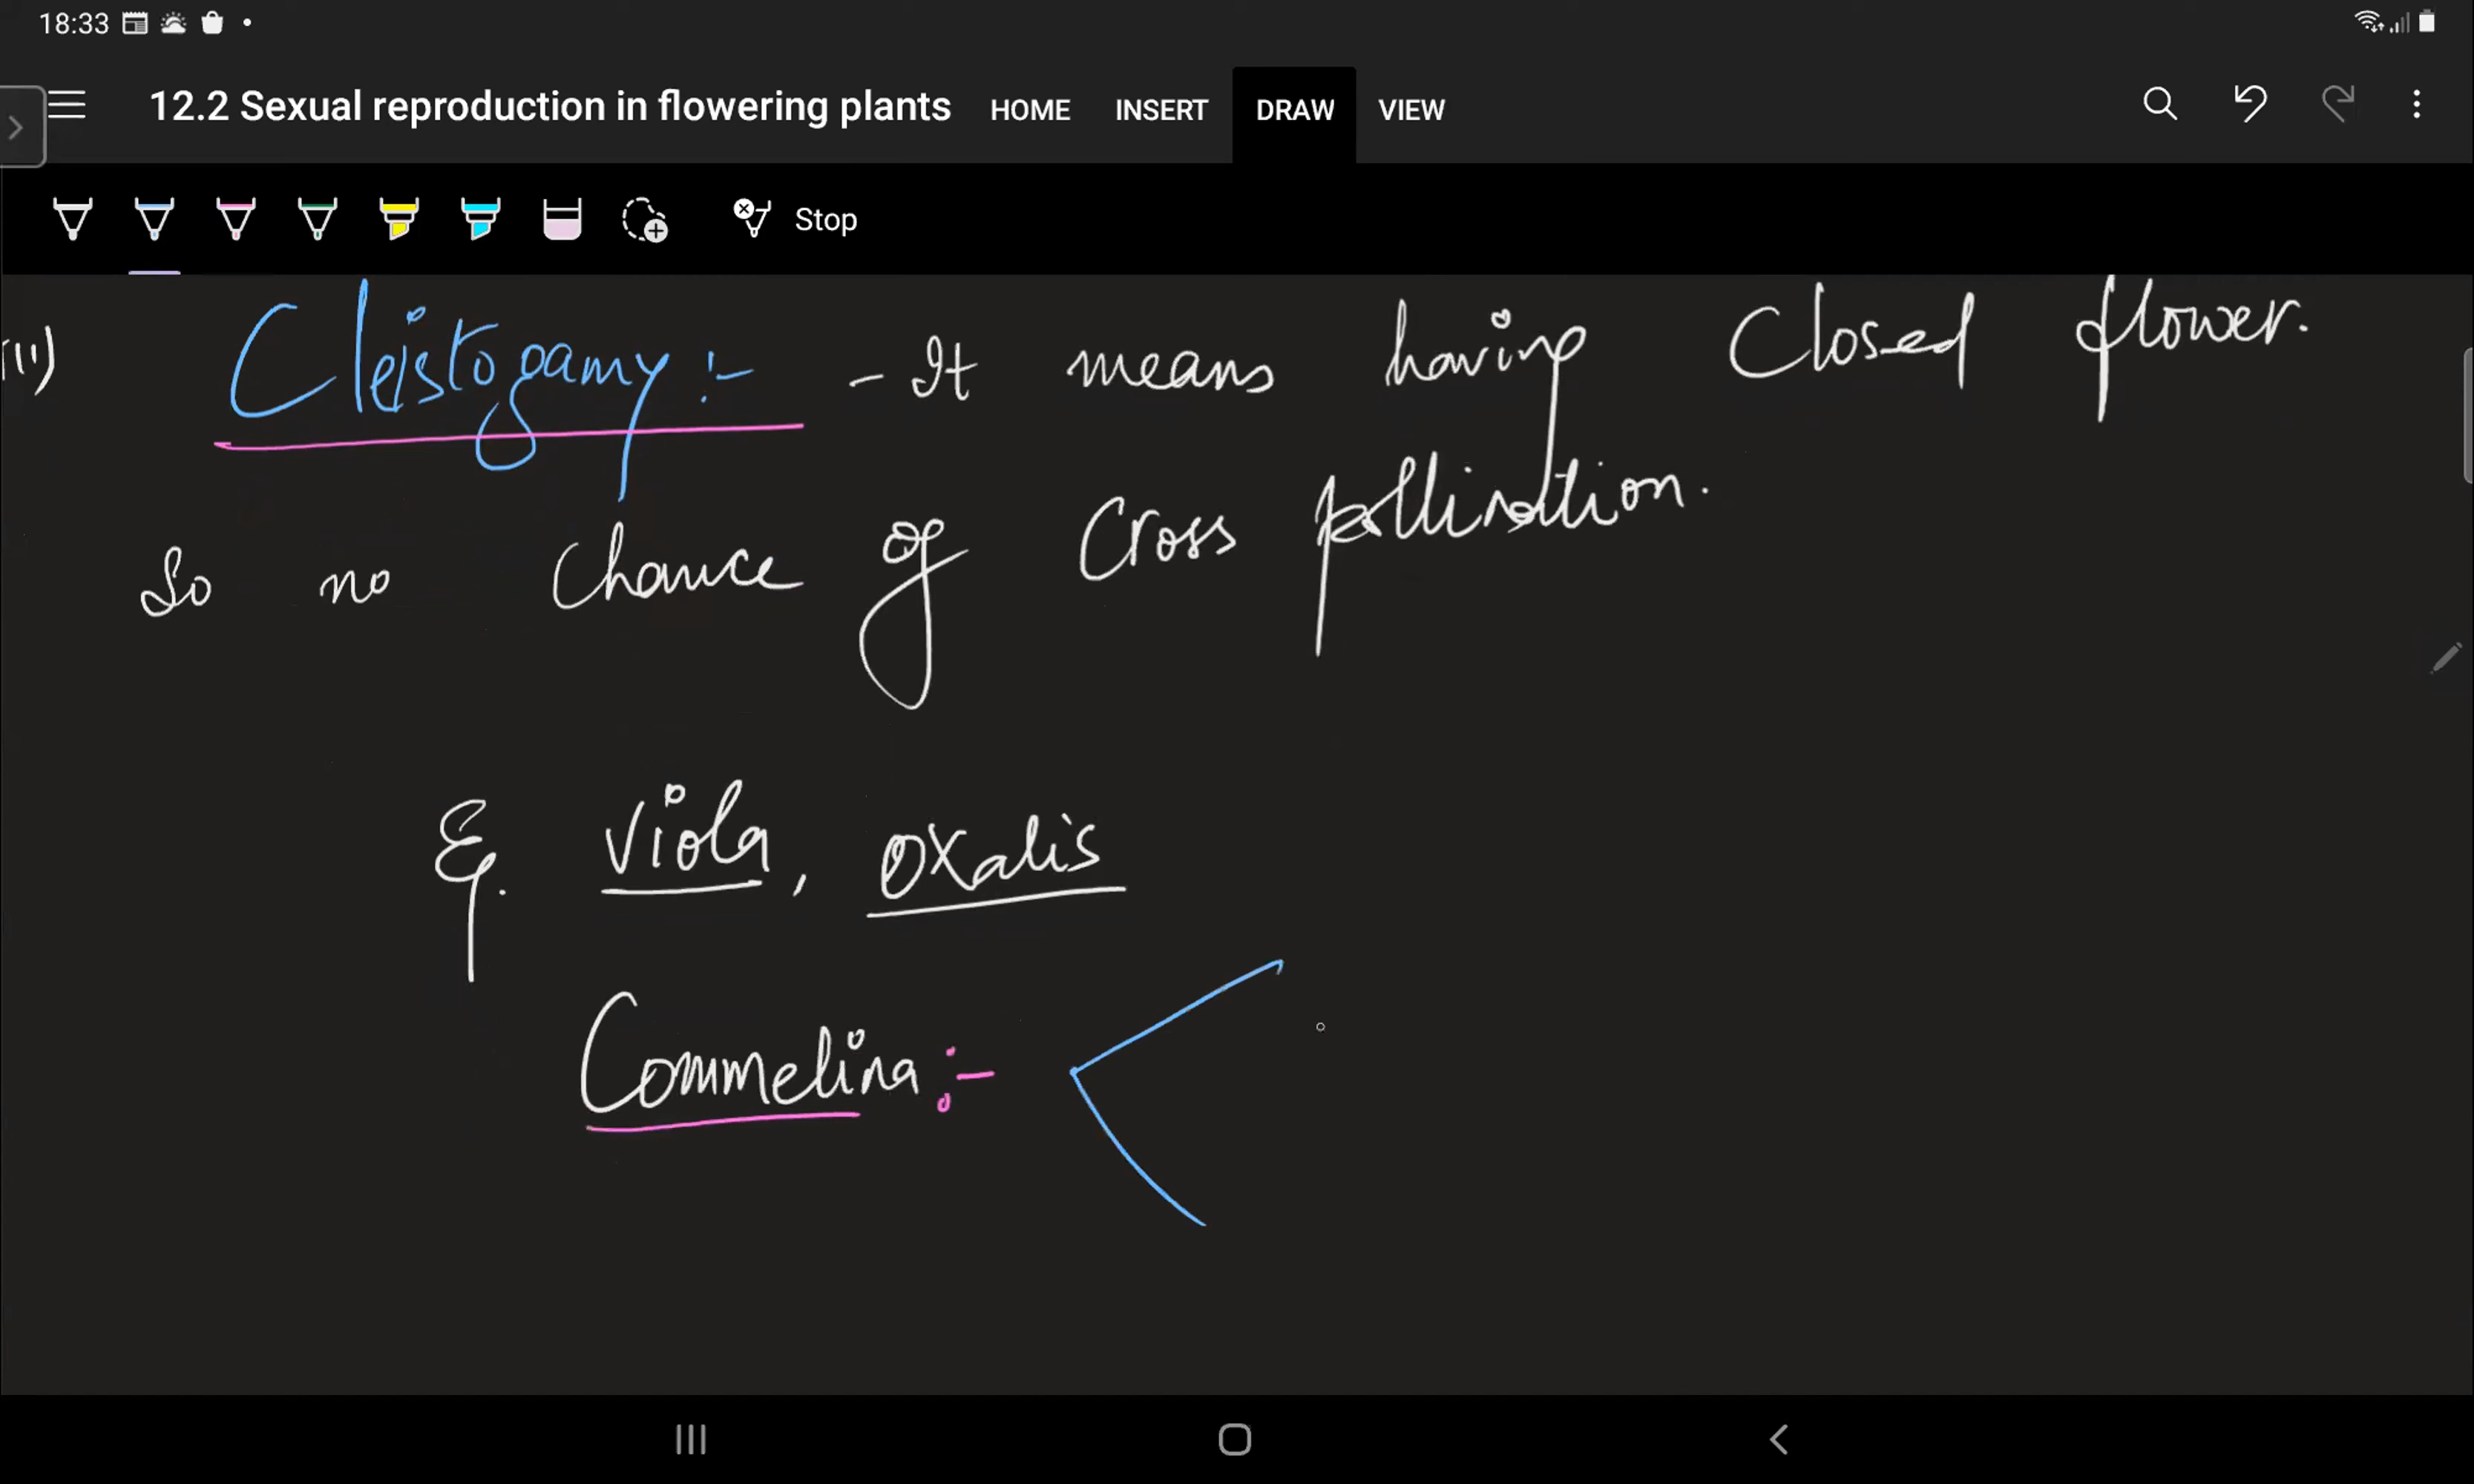 18:33
12.2 Sexual reproduction in flowering plants HOME INSERT DRAW VIEW
Stop
(ii) Cleistogamy :- - It means having Closed flower.
So no Chance of Cross pollination.
Eg. Viola, Oxalis
Commelina :-